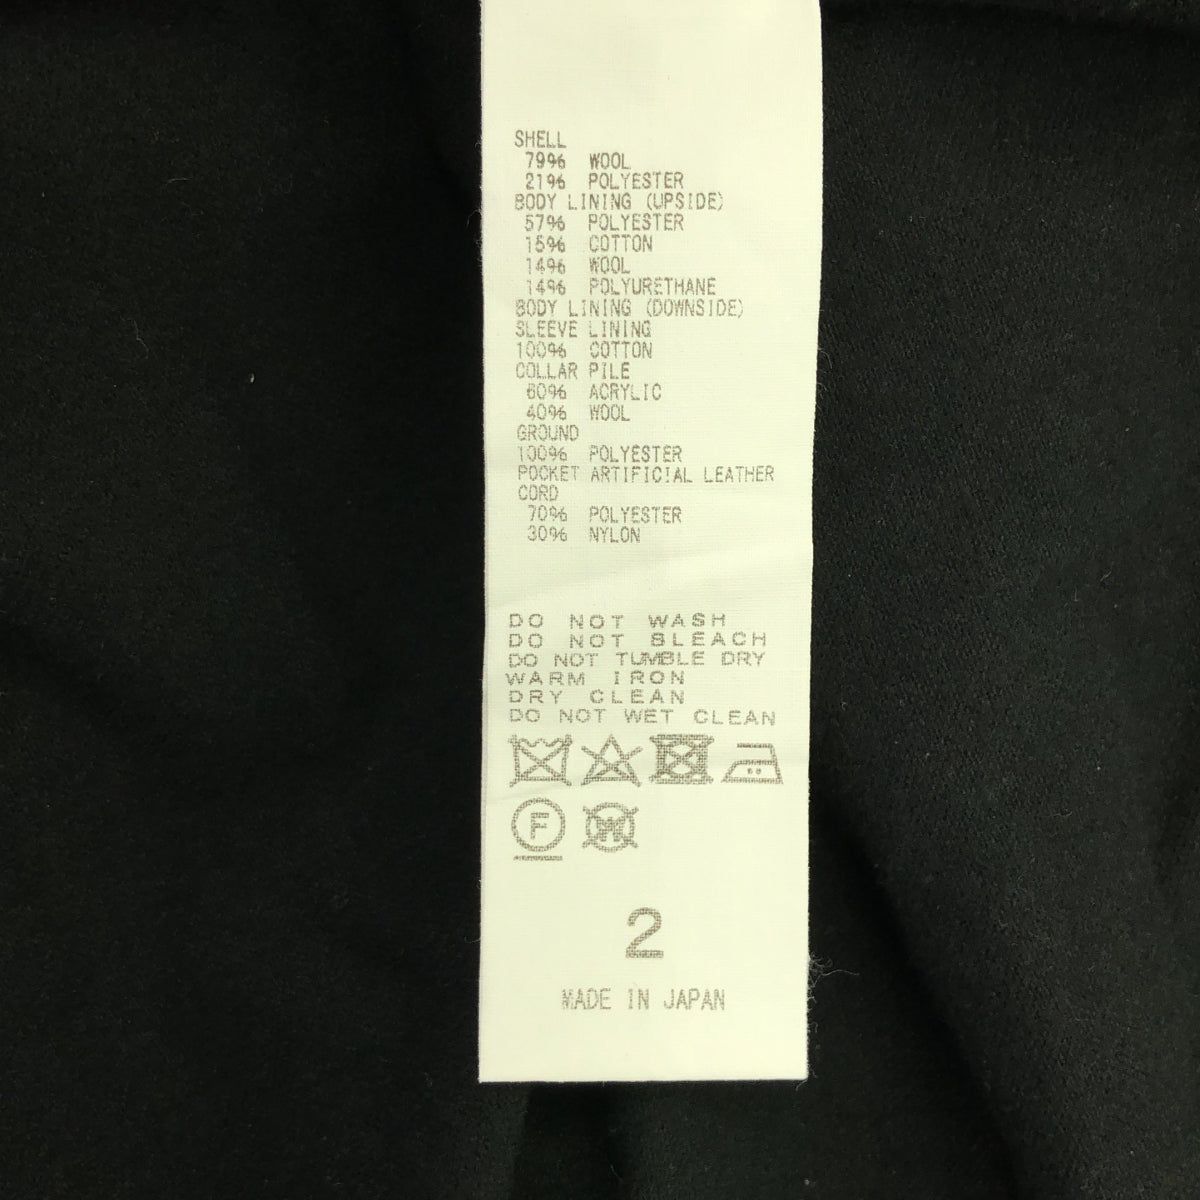 SHELL
79% WOOL
21% POLYESTER
BODY LINING (UPSIDE)
57% POLYESTER
15% COTTON
14% WOOL
14% POLYURETHANE
BODY LINING (DOWNSIDE)
SLEEVE LINING
100% COTTON
COLLAR PILE
60% ACRYLIC
40% WOOL
GROUND
100% POLYESTER
POCKET ARTIFICIAL LEATHER
CORD
70% POLYESTER
30% NYLON
DO NOT WASH
DO NOT BLEACH
DO NOT TUMBLE DRY
WARM IRON
DRY CLEAN
DO NOT WET CLEAN
F W
2
MADE IN JAPAN